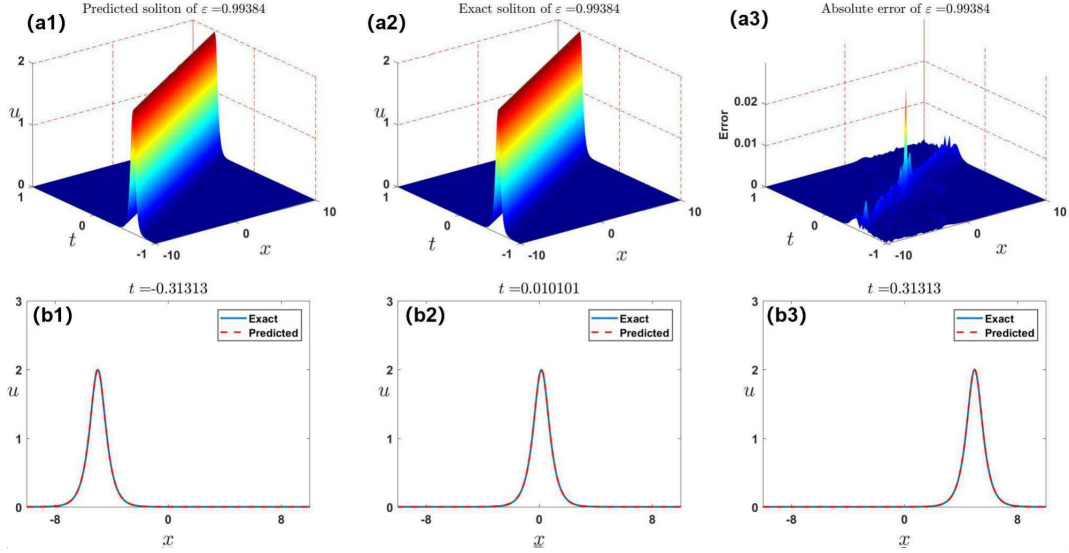 (a1) Predicted soliton of ε =0.99384
2
u
1
0
1
0
t
-1
-10
0
x
10
(a2) Exact soliton of ε =0.99384
2
u
1
0
1
0
t
-1
-10
0
x
10
(a3) Absolute error of ε =0.99384
0.02
Error
0.01
0
1
0
t
-1
-10
0
x
10
(b1) t =-0.31313
3
2
u
1
0
-8
0
8
x
Exact
Predicted
(b2) t =0.010101
3
2
u
1
0
-8
0
8
x
Exact
Predicted
(b3) t =0.31313
3
2
u
1
0
-8
0
8
x
Exact
Predicted